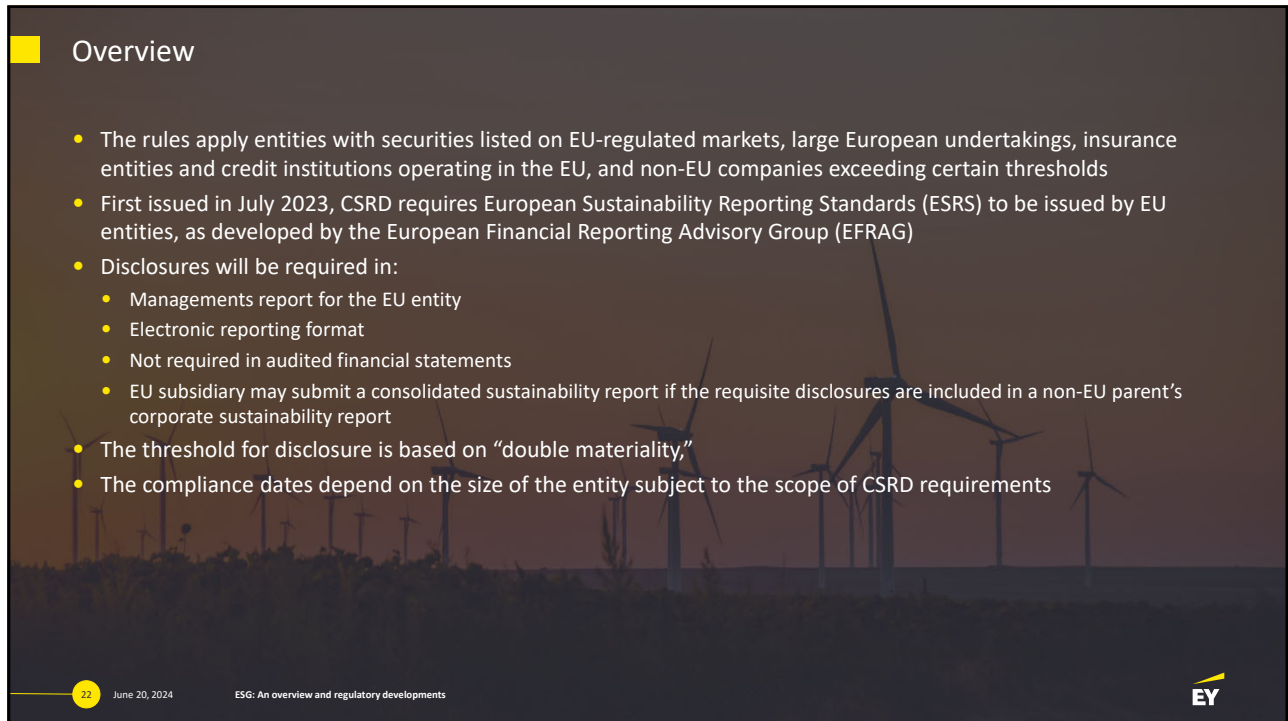 Overview
• The rules apply entities with securities listed on EU-regulated markets, large European undertakings, insurance
entities and credit institutions operating in the EU, and non-EU companies exceeding certain thresholds
• First issued in July 2023, CSRD requires European Sustainability Reporting Standards (ESRS) to be issued by EU
entities, as developed by the European Financial Reporting Advisory Group (EFRAG)
• Disclosures will be required in:
• Managements report for the EU entity
• Electronic reporting format
• Not required in audited financial statements
• EU subsidiary may submit a consolidated sustainability report if the requisite disclosures are included in a non-EU parent’s
corporate sustainability report
• The threshold for disclosure is based on “double materiality,”
• The compliance dates depend on the size of the entity subject to the scope of CSRD requirements
22 June 20, 2024 ESG: An overview and regulatory developments
EY